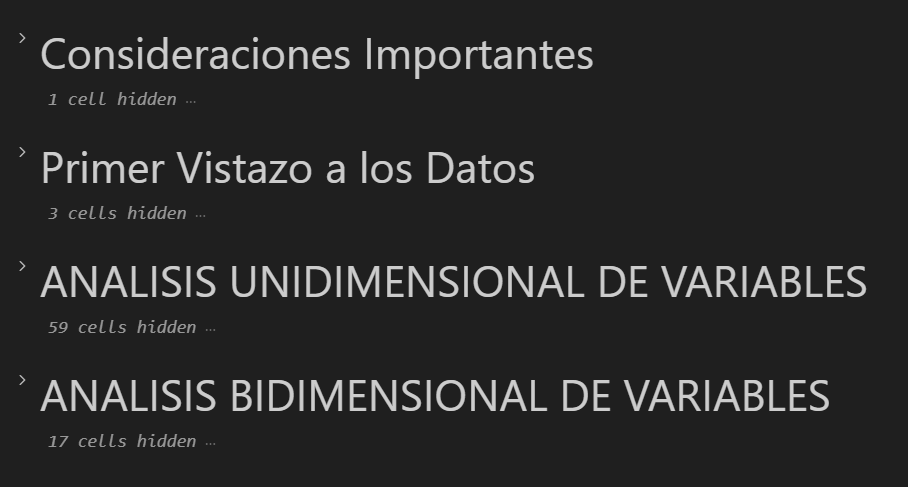 Consideraciones Importantes
1 cell hidden ...
Primer Vistazo a los Datos
3 cells hidden ...
ANALISIS UNIDIMENSIONAL DE VARIABLES
59 cells hidden ...
ANALISIS BIDIMENSIONAL DE VARIABLES
17 cells hidden ...